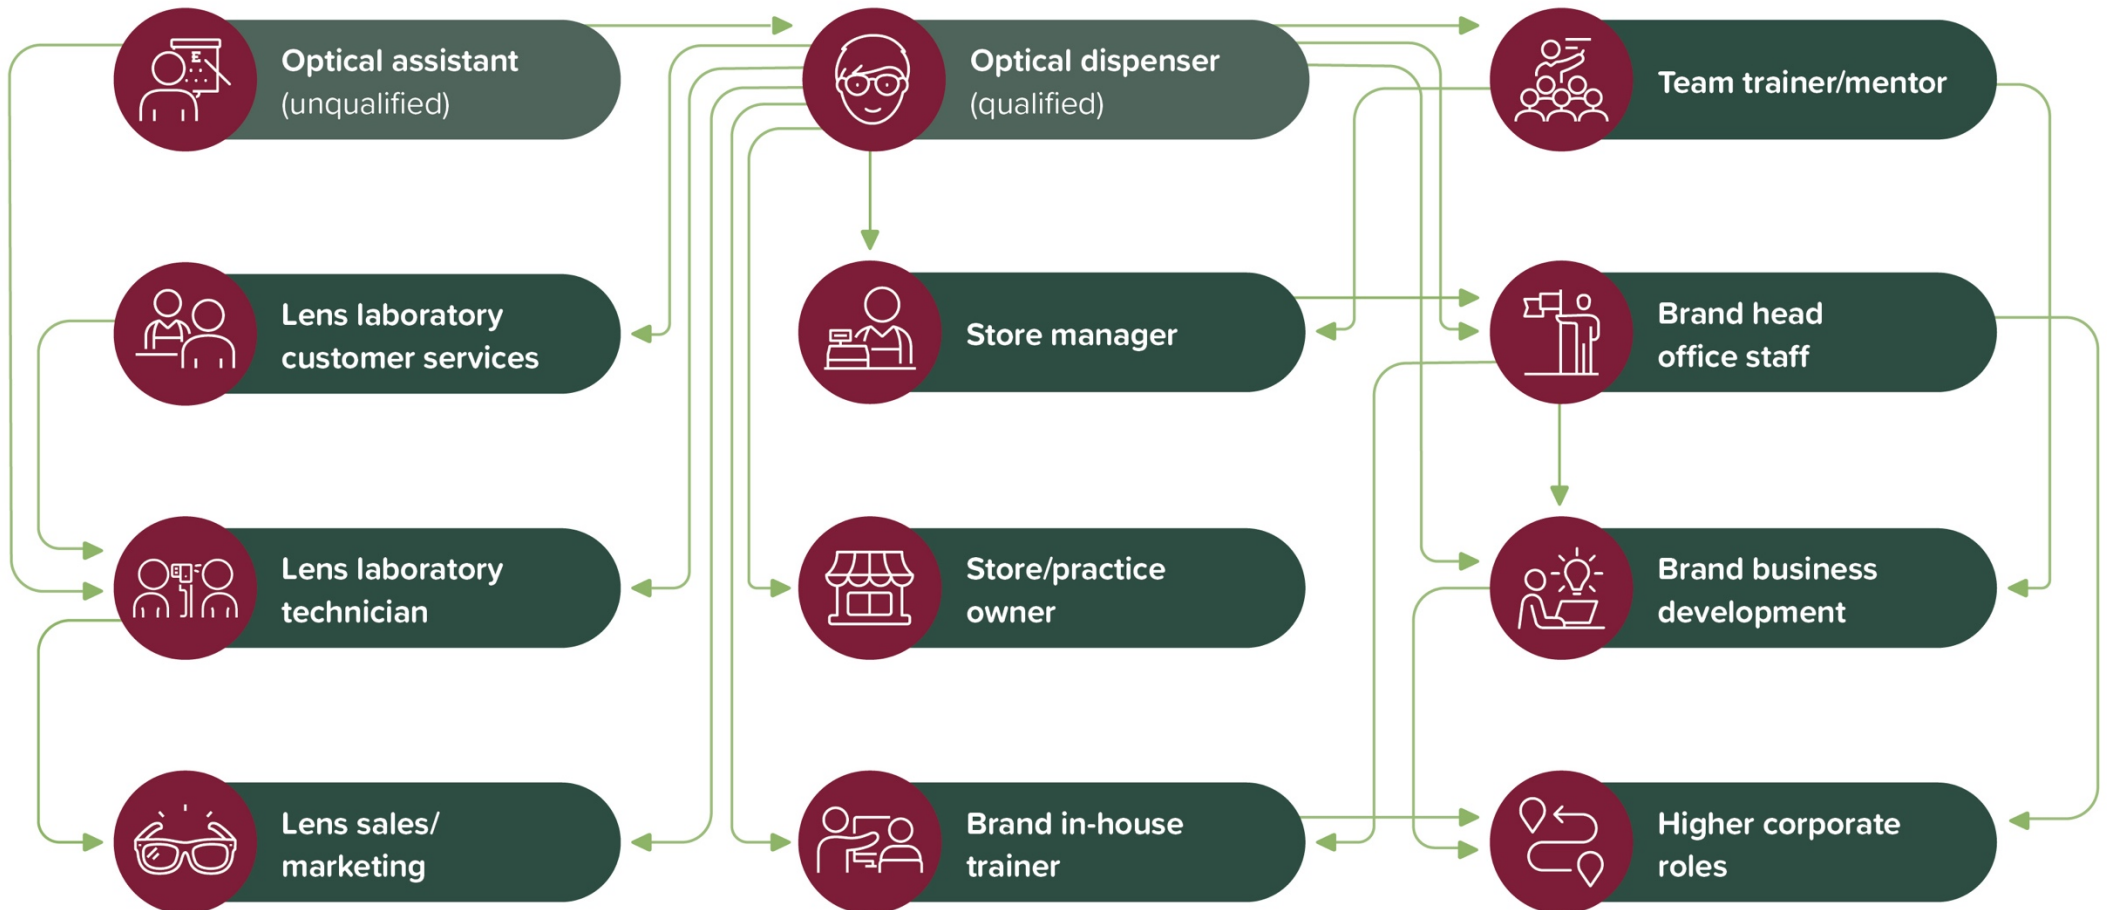 Optical assistant
(unqualified)
Optical dispenser
(qualified)
Team trainer/mentor
Lens laboratory
customer services
Store manager
Brand head
office staff
Lens laboratory
technician
Store/practice
owner
Brand business
development
Lens sales/
marketing
Brand in-house
trainer
Higher corporate
roles